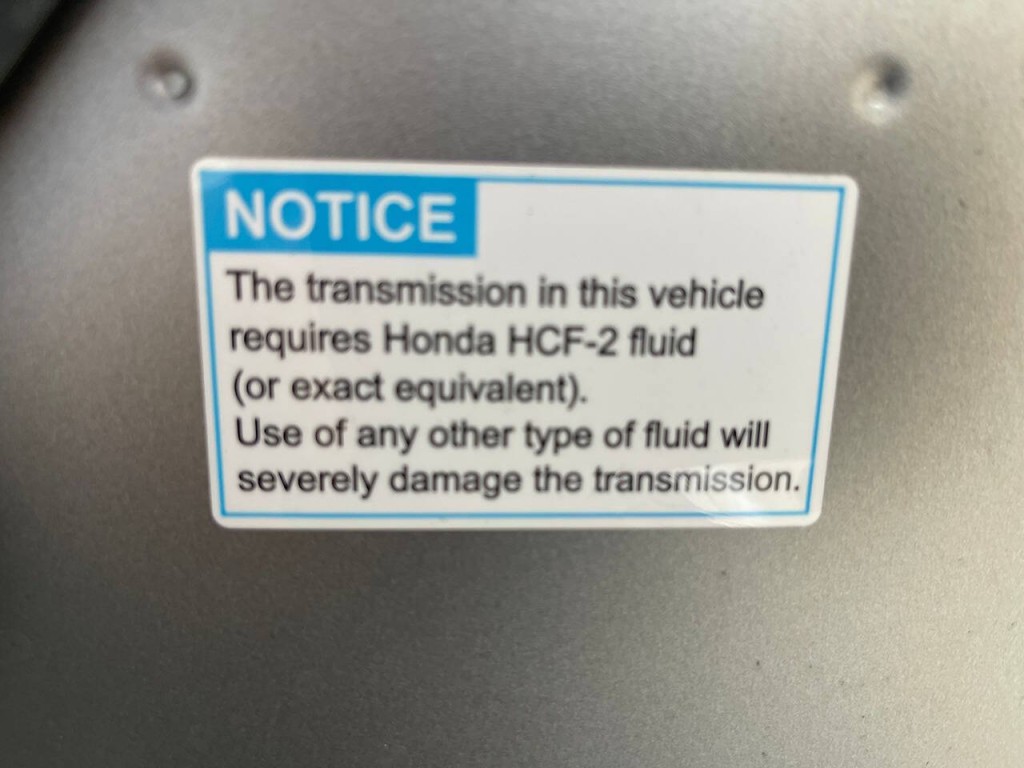 NOTICE
The transmission in this vehicle
requires Honda HCF-2 fluid
(or exact equivalent).
Use of any other type of fluid will
severely damage the transmission.